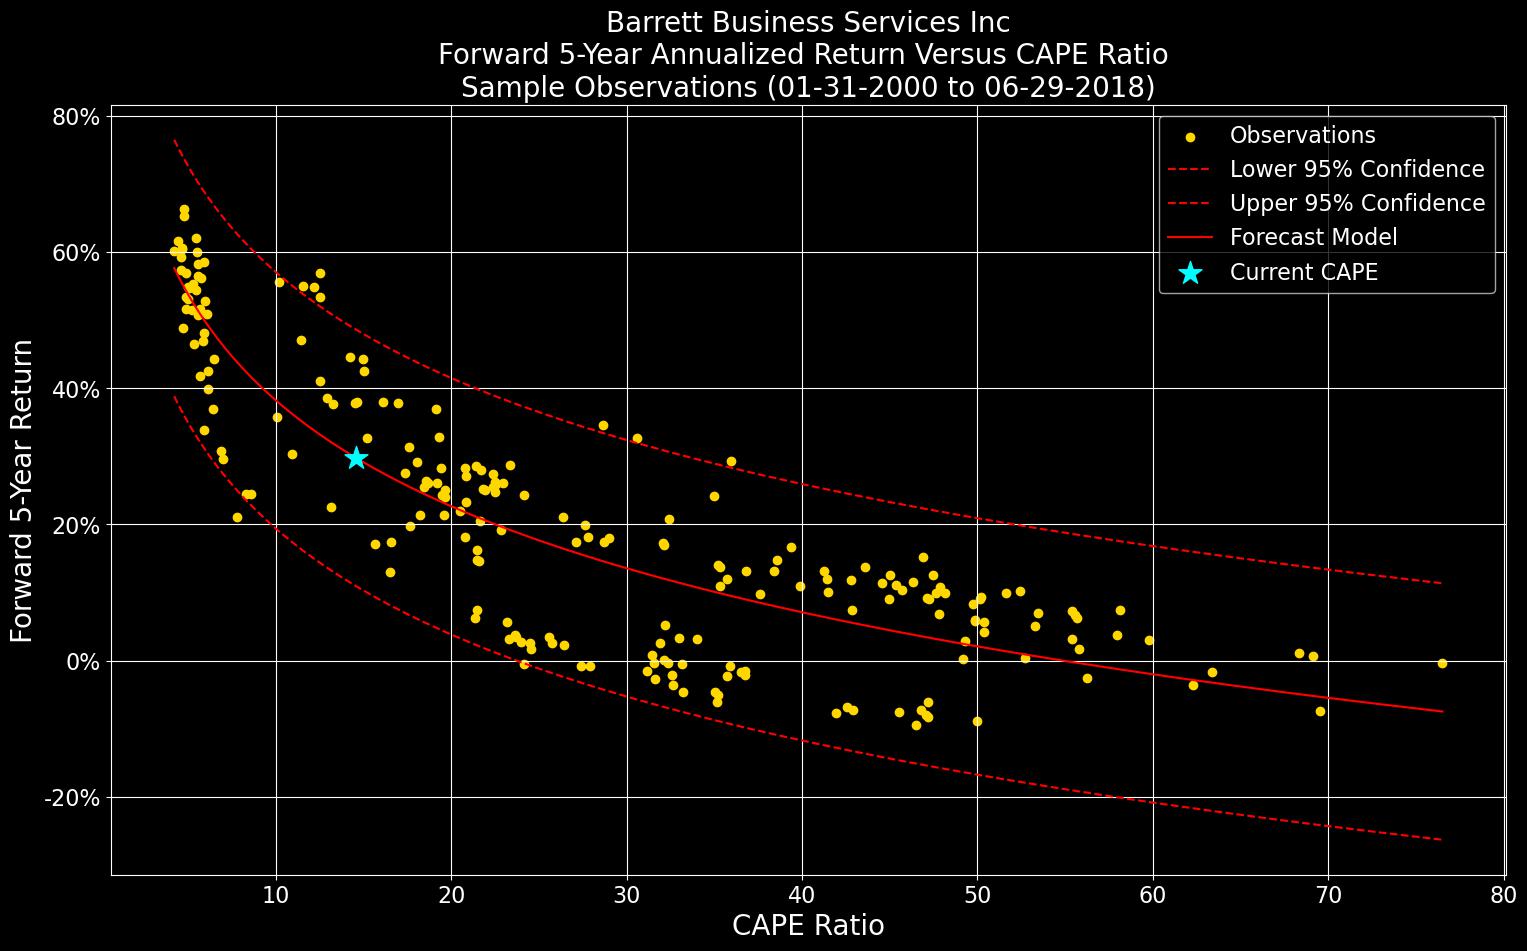 Barrett Business Services Inc
Forward 5-Year Annualized Return Versus CAPE Ratio
Sample Observations (01-31-2000 to 06-29-2018)
80%
60%
40%
20%
0%
-20%
Forward 5-Year Return
Observations
Lower 95% Confidence
Upper 95% Confidence
Forecast Model
Current CAPE
10 20 30 40 50 60 70 80
CAPE Ratio